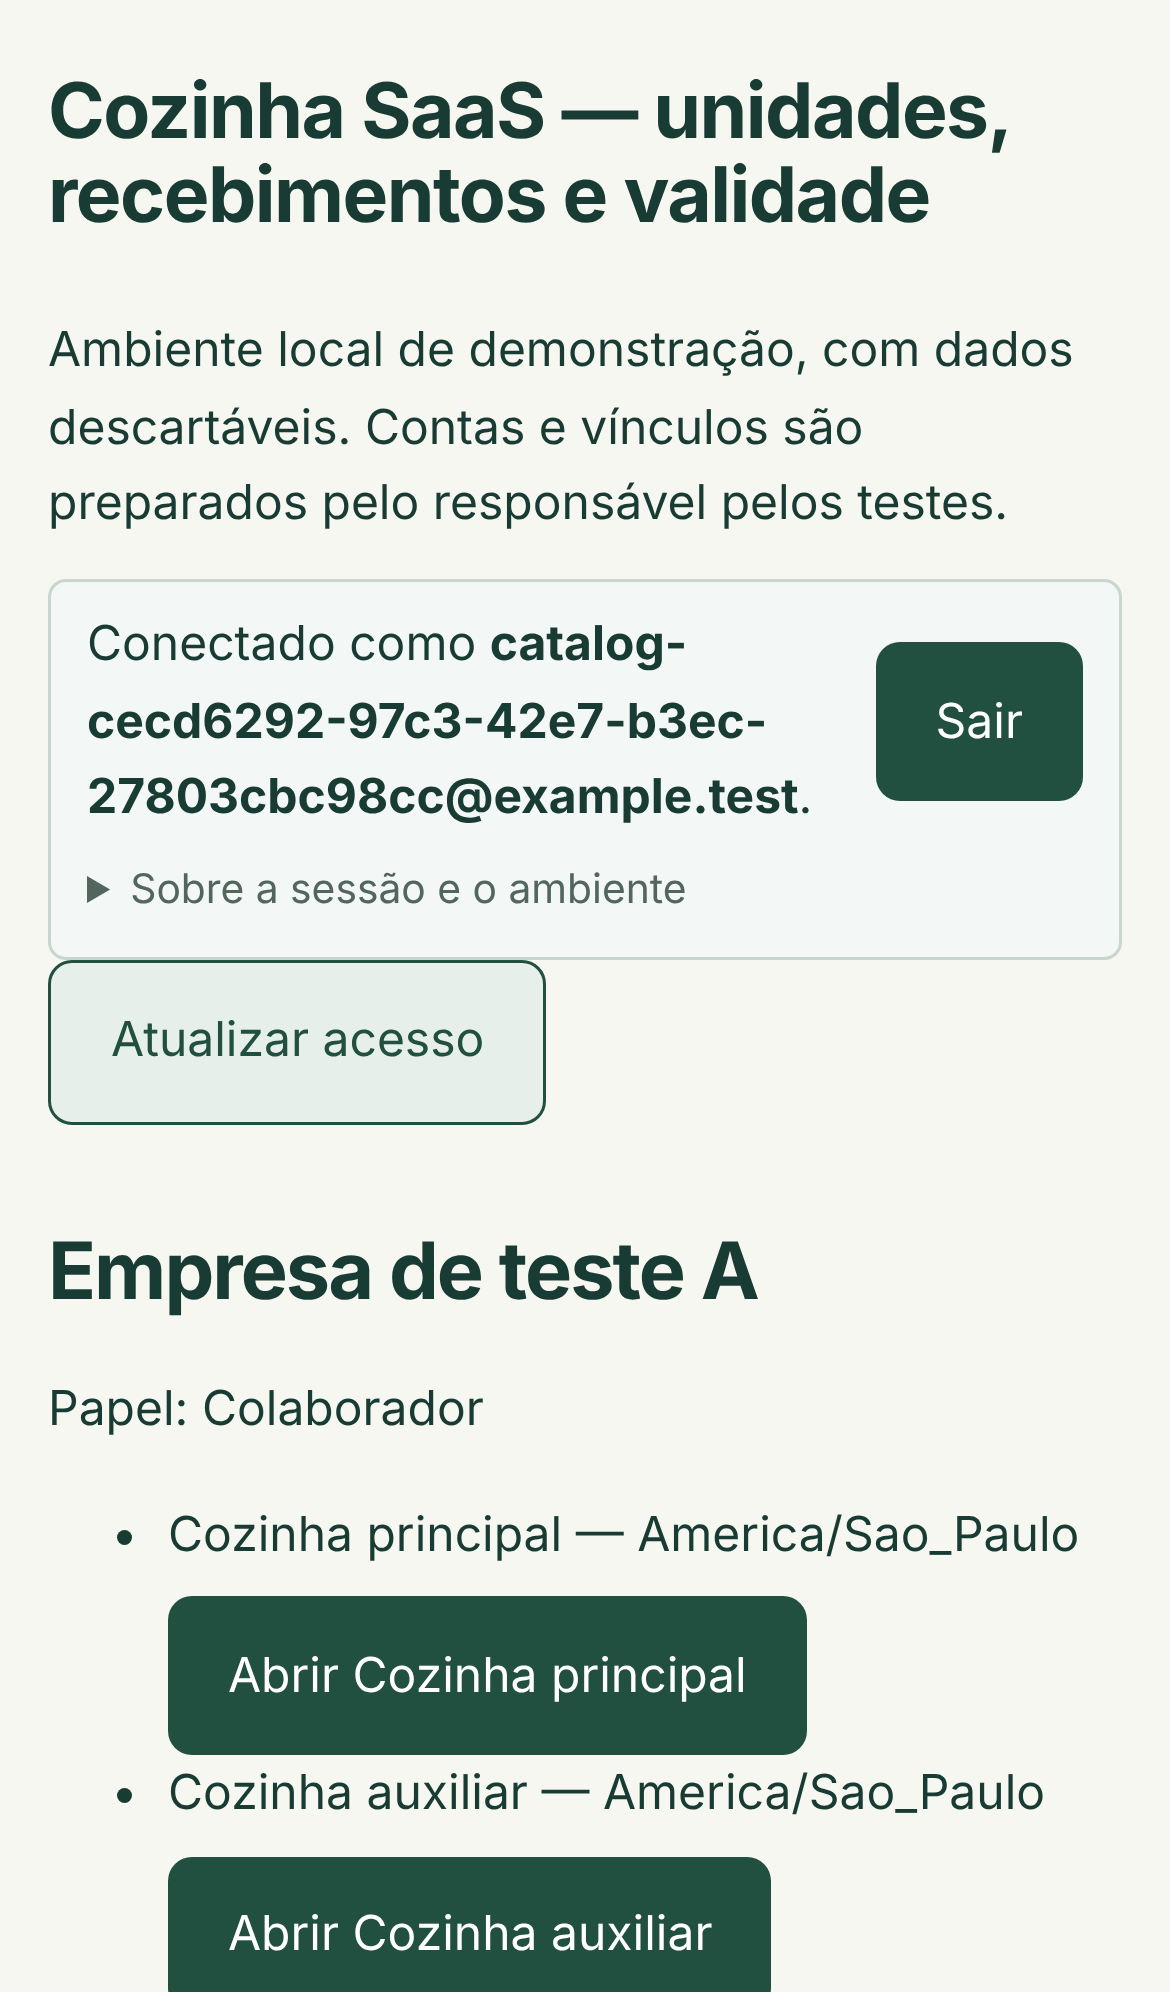 Cozinha SaaS — unidades,
recebimentos e validade
Ambiente local de demonstração, com dados
descartáveis. Contas e vínculos são
preparados pelo responsável pelos testes.
Conectado como catalog-
cecd6292-97c3-42e7-b3ec-
27803cbc98cc@example.test.
Sair
▶ Sobre a sessão e o ambiente
Atualizar acesso
Empresa de teste A
Papel: Colaborador
• Cozinha principal — America/Sao_Paulo
Abrir Cozinha principal
• Cozinha auxiliar — America/Sao_Paulo
Abrir Cozinha auxiliar